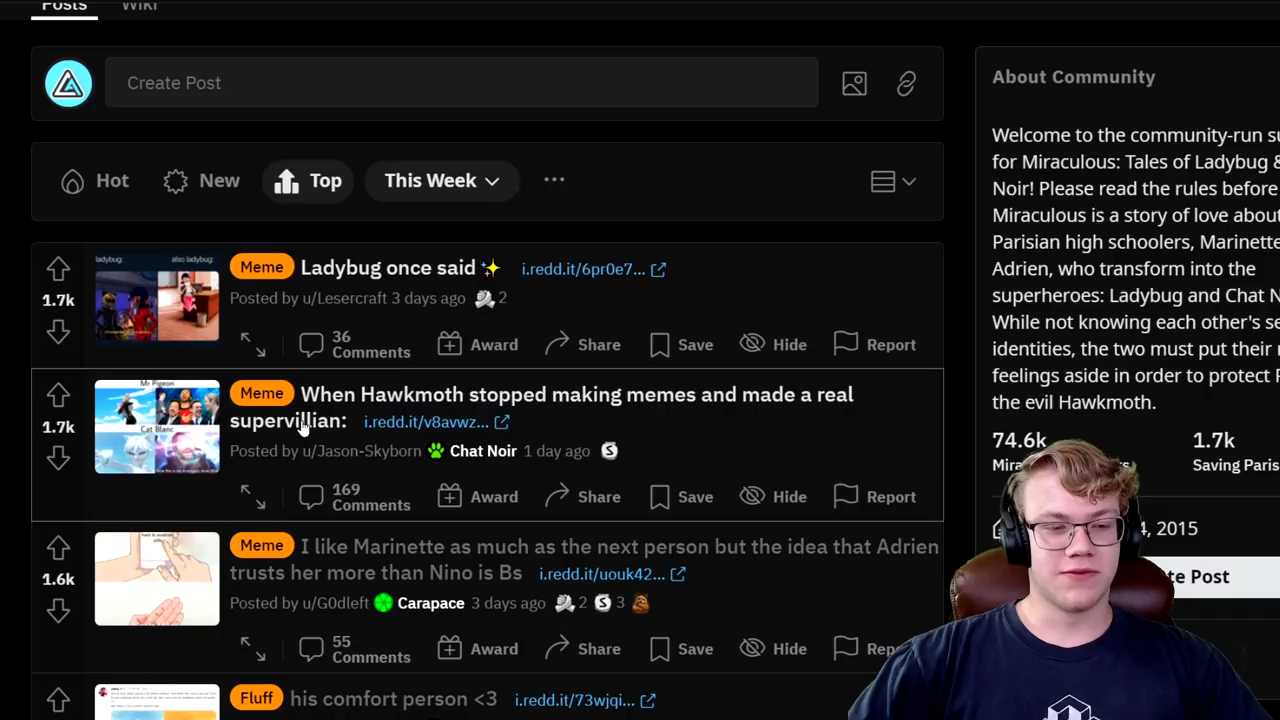 Posts Wiki
Create Post
Hot New Top This Week ...
ladybug: also ladybug:
Meme Ladybug once said✨ i.redd.it/6pr0e7...
Posted by u/Lesercraft 3 days ago 2
1.7k
36 Comments Award Share Save Hide Report
Mr Pigeon
Cat Blanc
Meme When Hawkmoth stopped making memes and made a real
supervillian: i.redd.it/v8avwz...
1.7k
Posted by u/Jason-Skyborn Chat Noir 1 day ago S
169 Comments Award Share Save Hide Report
Meme I like Marinette as much as the next person but the idea that Adrien
trusts her more than Nino is Bs i.redd.it/uouk42...
1.6k
Posted by u/G0dleft Carapace 3 days ago 2 S 3
55 Comments Award Share Save Hide
Fluff his comfort person <3 i.redd.it/73wjqi...
About Community
Welcome to the community-run su
for Miraculous: Tales of Ladybug &
Noir! Please read the rules before
Miraculous is a story of love about
Parisian high schoolers, Marinette
Adrien, who transform into the
superheroes: Ladybug and Chat N
While not knowing each other's se
identities, the two must put their
feelings aside in order to protect P
the evil Hawkmoth.
74.6k 1.7k
Saving Paris
4, 2015
te Post